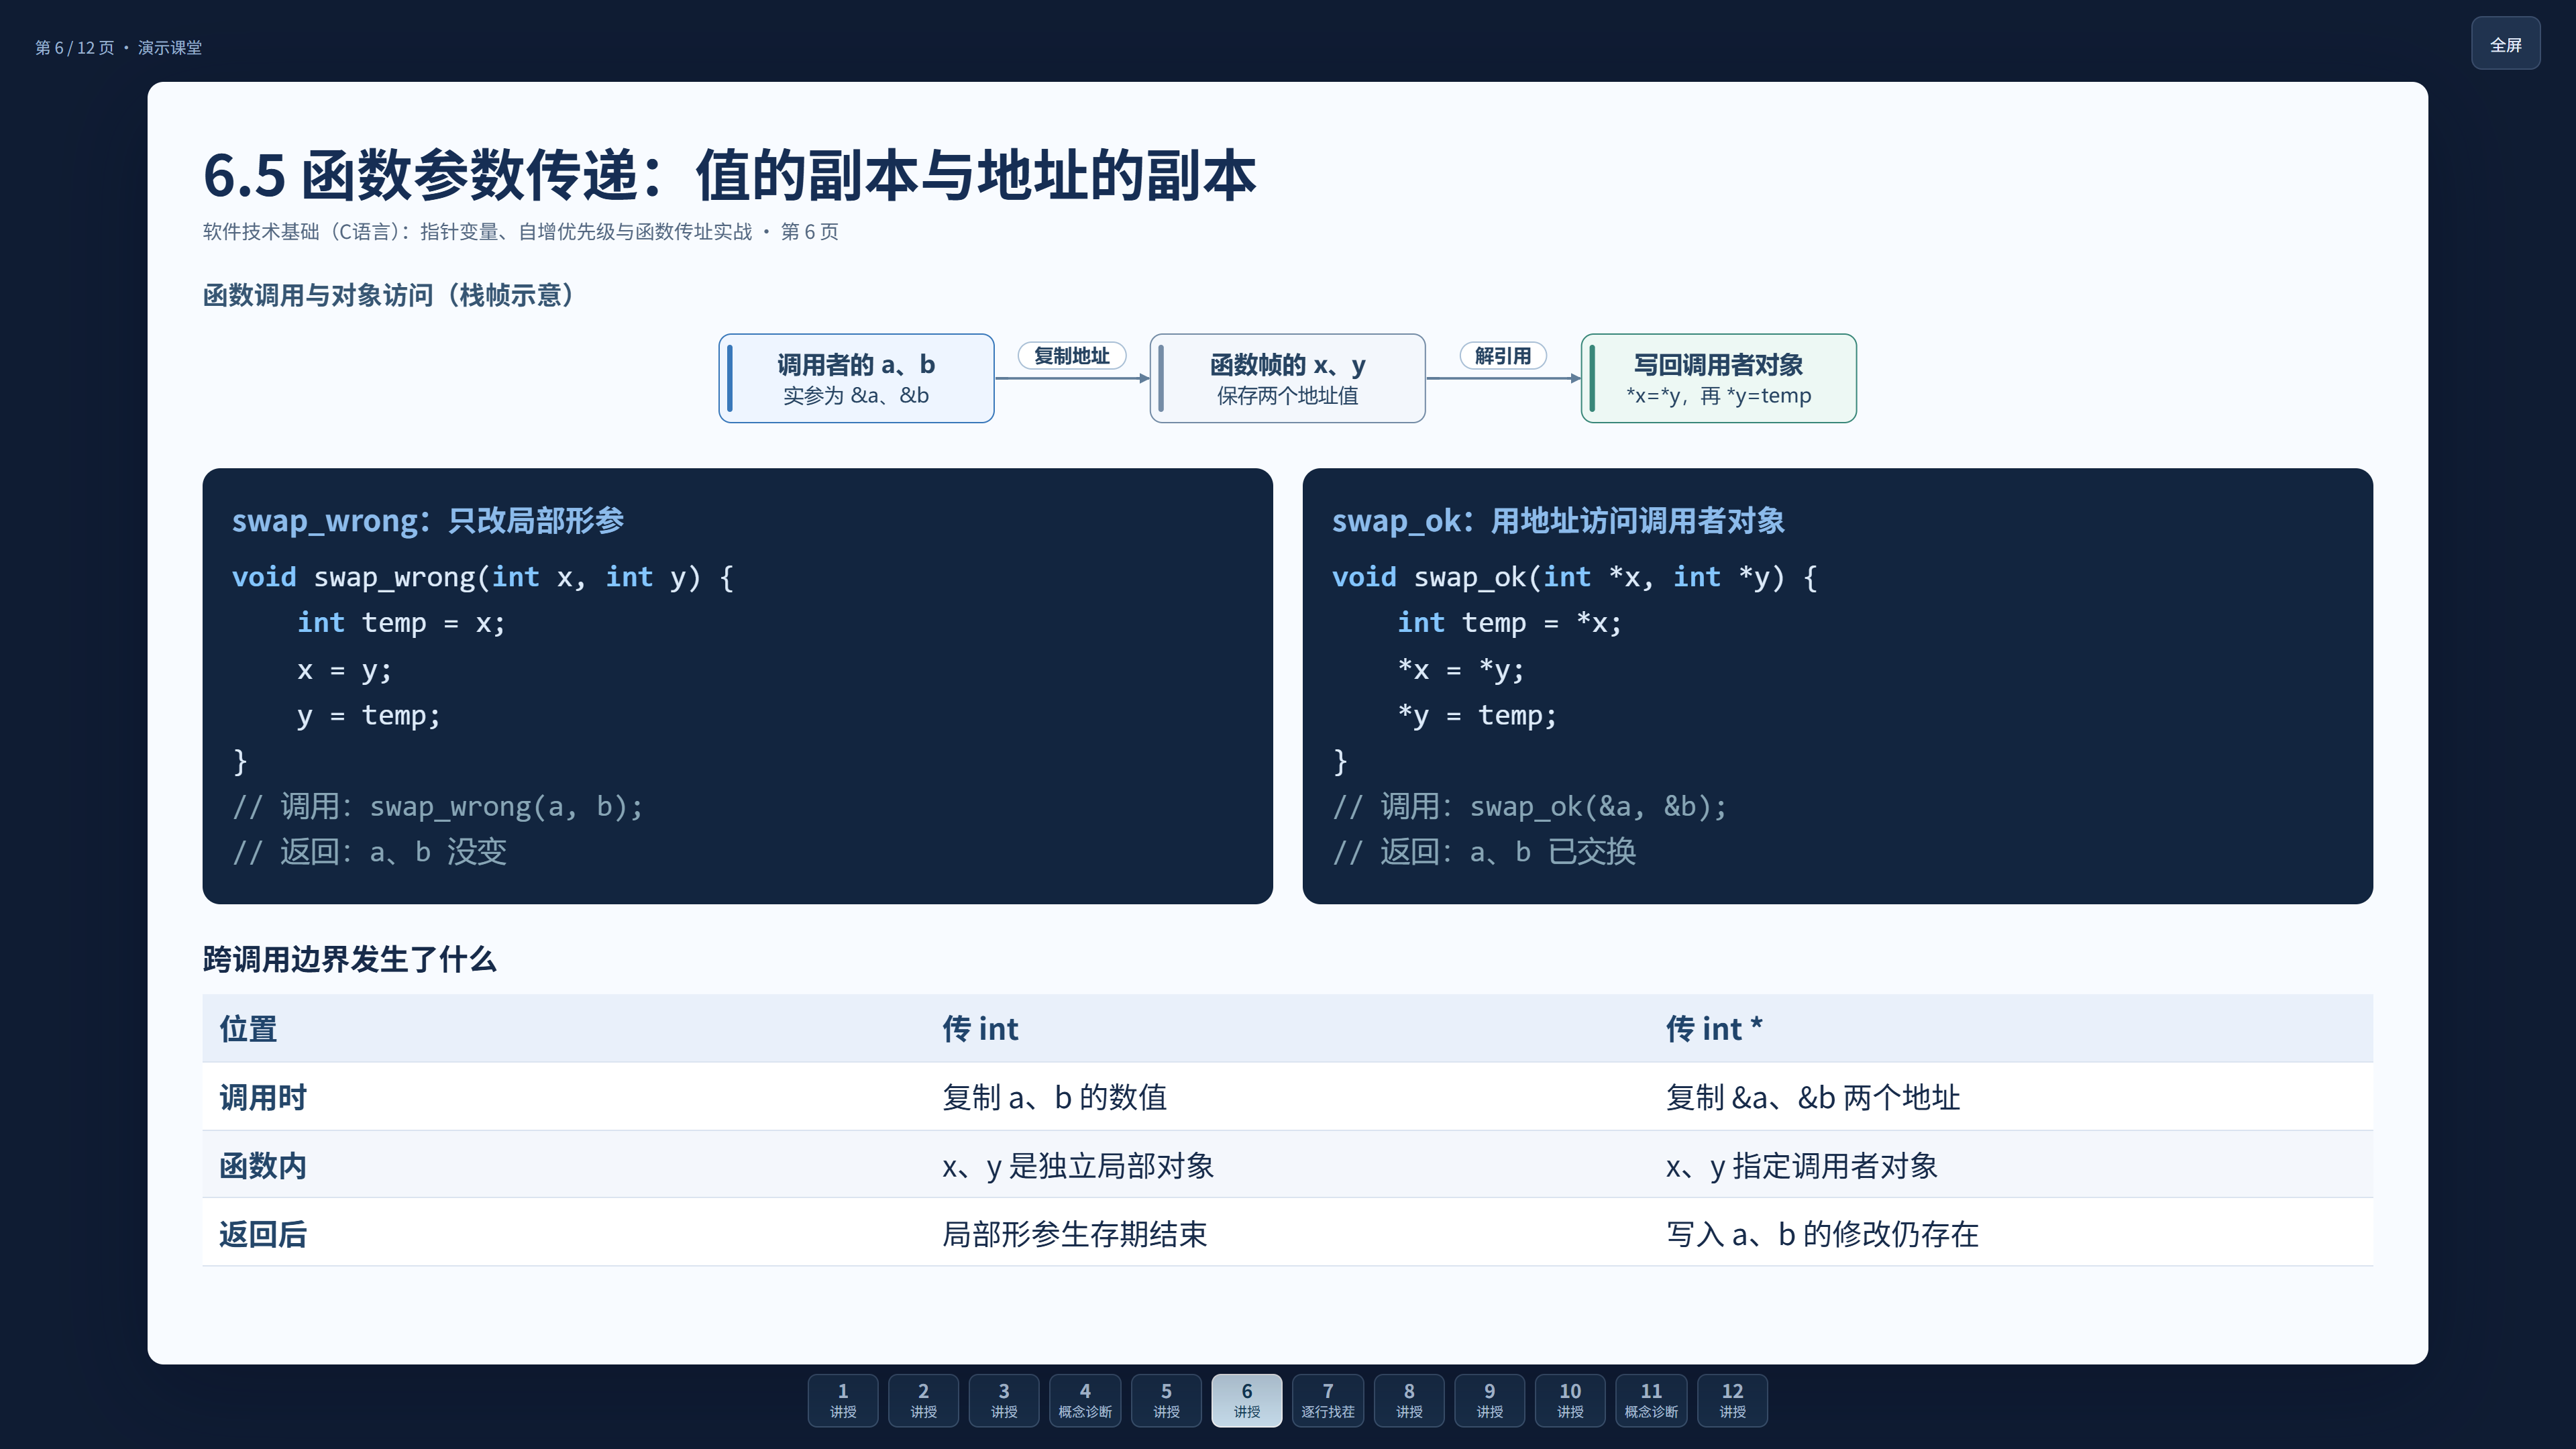 第 6 / 12 页 · 演示课堂
全屏
6.5 函数参数传递：值的副本与地址的副本
软件技术基础（C语言）：指针变量、自增优先级与函数传址实战 · 第 6 页
函数调用与对象访问（栈帧示意）
调用者的 a、b
实参为 &a、&b
复制地址
函数帧的 x、y
保存两个地址值
解引用
写回调用者对象
*x=*y，再 *y=temp
swap_wrong：只改局部形参
void swap_wrong(int x, int y) {
    int temp = x;
    x = y;
    y = temp;
}
// 调用：swap_wrong(a, b);
// 返回：a、b 没变
swap_ok：用地址访问调用者对象
void swap_ok(int *x, int *y) {
    int temp = *x;
    *x = *y;
    *y = temp;
}
// 调用：swap_ok(&a, &b);
// 返回：a、b 已交换
跨调用边界发生了什么
位置 传 int 传 int *
调用时 复制 a、b 的数值 复制 &a、&b 两个地址
函数内 x、y 是独立局部对象 x、y 指定调用者对象
返回后 局部形参生存期结束 写入 a、b 的修改仍存在
1 2 3 4 5 6 7 8 9 10 11 12
讲授 讲授 讲授 概念诊断 讲授 讲授 逐行找茬 讲授 讲授 讲授 概念诊断 讲授